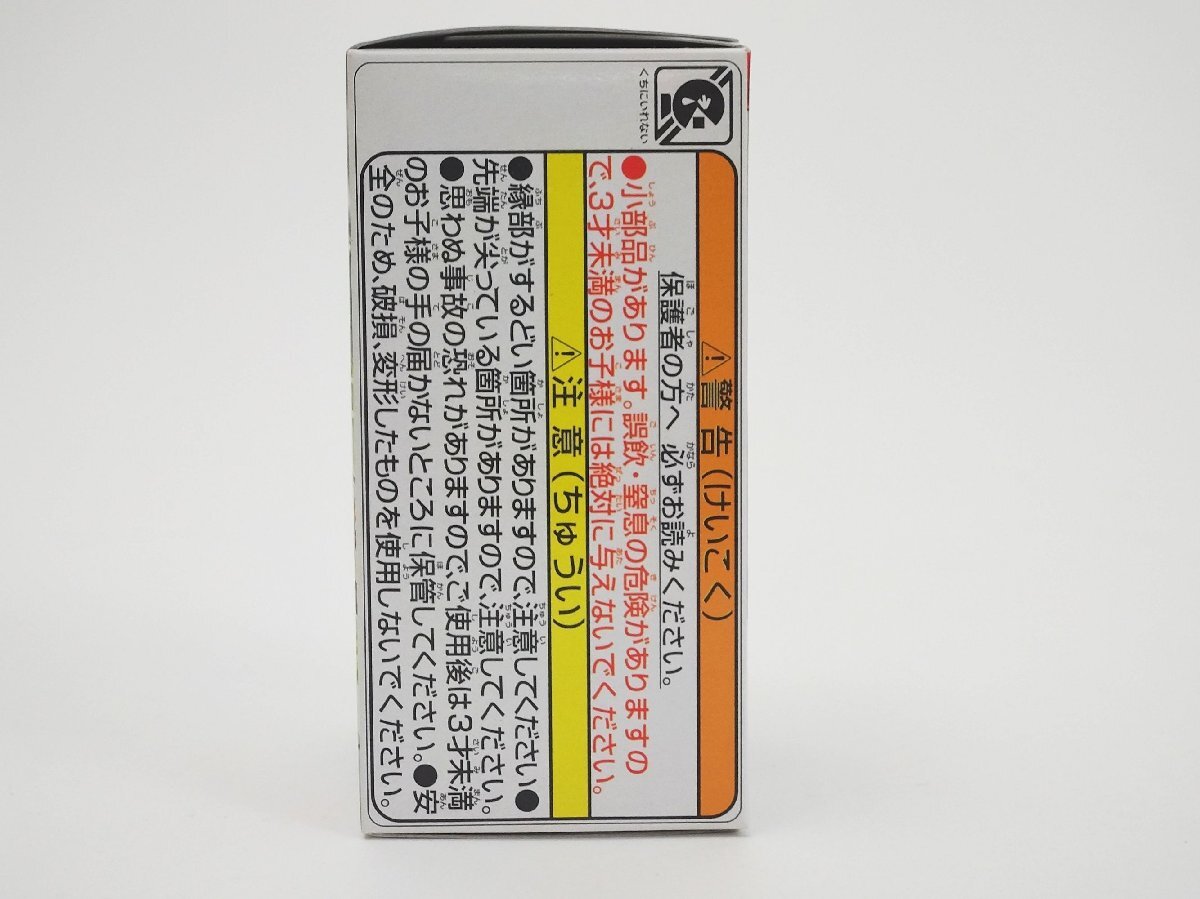 くちにいれない
⚠警告(けいこく)
保護者の方へ 必ずお読みください。
●小部品があります。誤飲・窒息の危険がありますの
で、3才未満のお子様には絶対に与えないでください。
⚠注意(ちゅうい)
●縁部がするどい箇所がありますので、注意してください●
先端が尖っている箇所がありますので、注意してください。
●思わぬ事故の恐れがありますので、ご使用後は3才未満
のお子様の手の届かないところに保管してください。●安
全のため、破損、変形したものを使用しないでください。